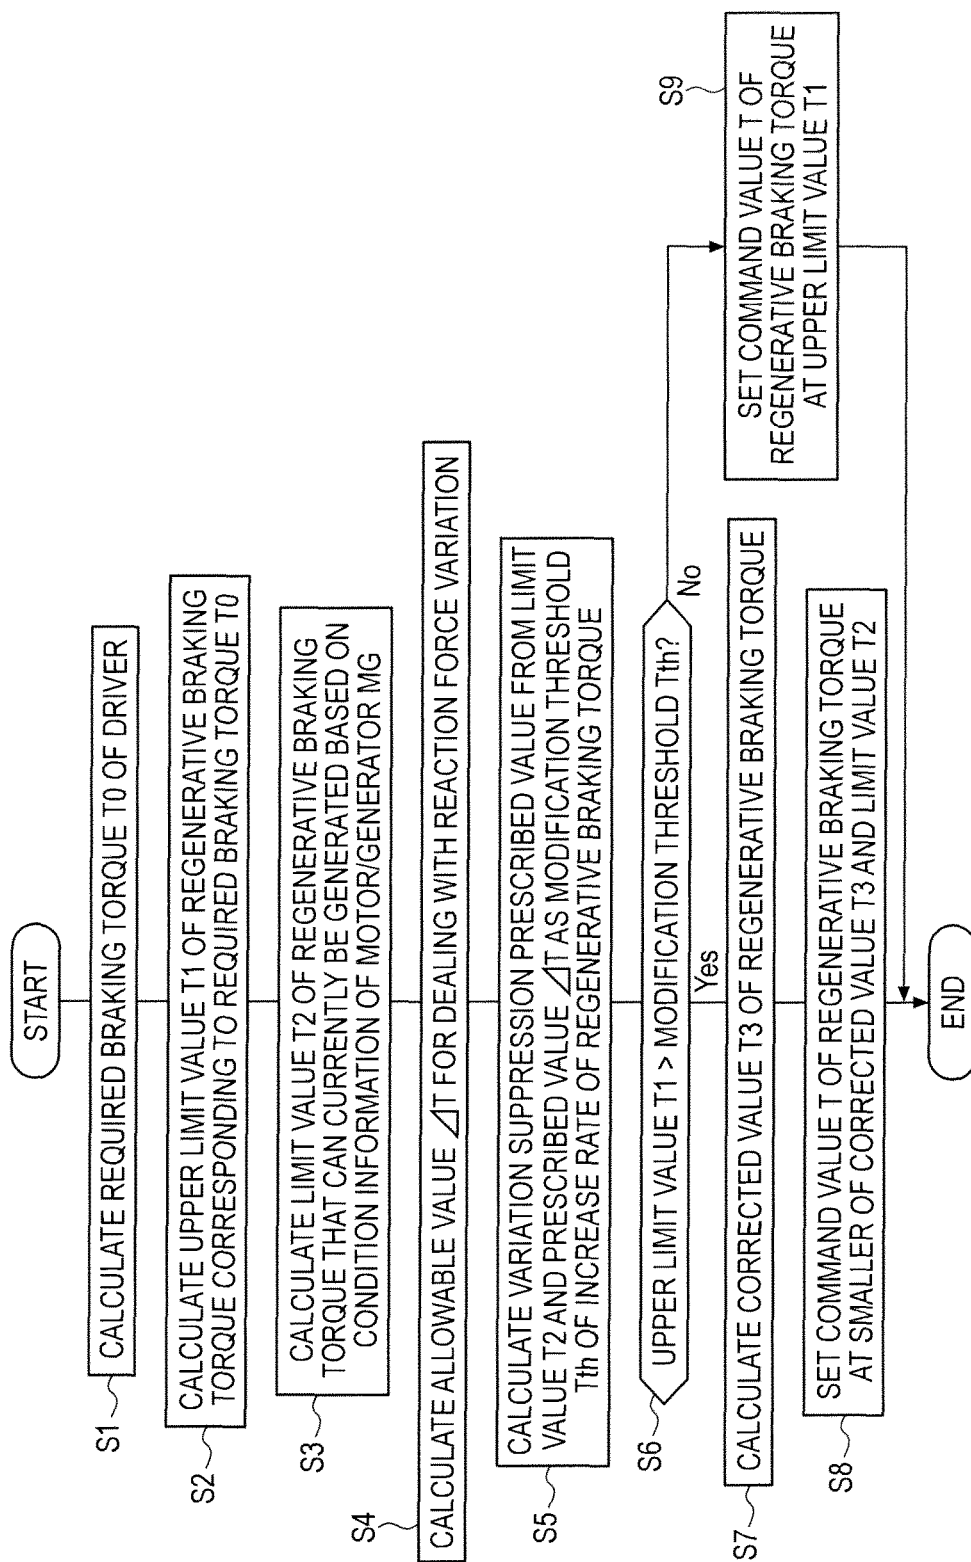 START
S1
CALCULATE REQUIRED BRAKING TORQUE T0 OF DRIVER
S2
CALCULATE UPPER LIMIT VALUE T1 OF REGENERATIVE BRAKING
TORQUE CORRESPONDING TO REQUIRED BRAKING TORQUE T0
S3
CALCULATE LIMIT VALUE T2 OF REGENERATIVE BRAKING
TORQUE THAT CAN CURRENTLY BE GENERATED BASED ON
CONDITION INFORMATION OF MOTOR/GENERATOR MG
S4
CALCULATE ALLOWABLE VALUE ⊿T FOR DEALING WITH REACTION FORCE VARIATION
S5
CALCULATE VARIATION SUPPRESSION PRESCRIBED VALUE FROM LIMIT
VALUE T2 AND PRESCRIBED VALUE ⊿T AS MODIFICATION THRESHOLD
Tth OF INCREASE RATE OF REGENERATIVE BRAKING TORQUE
S6
UPPER LIMIT VALUE T1 > MODIFICATION THRESHOLD Tth?
No
Yes
S7
CALCULATE CORRECTED VALUE T3 OF REGENERATIVE BRAKING TORQUE
S8
SET COMMAND VALUE T OF REGENERATIVE BRAKING TORQUE
AT SMALLER OF CORRECTED VALUE T3 AND LIMIT VALUE T2
S9
SET COMMAND VALUE T OF
REGENERATIVE BRAKING TORQUE
AT UPPER LIMIT VALUE T1
END